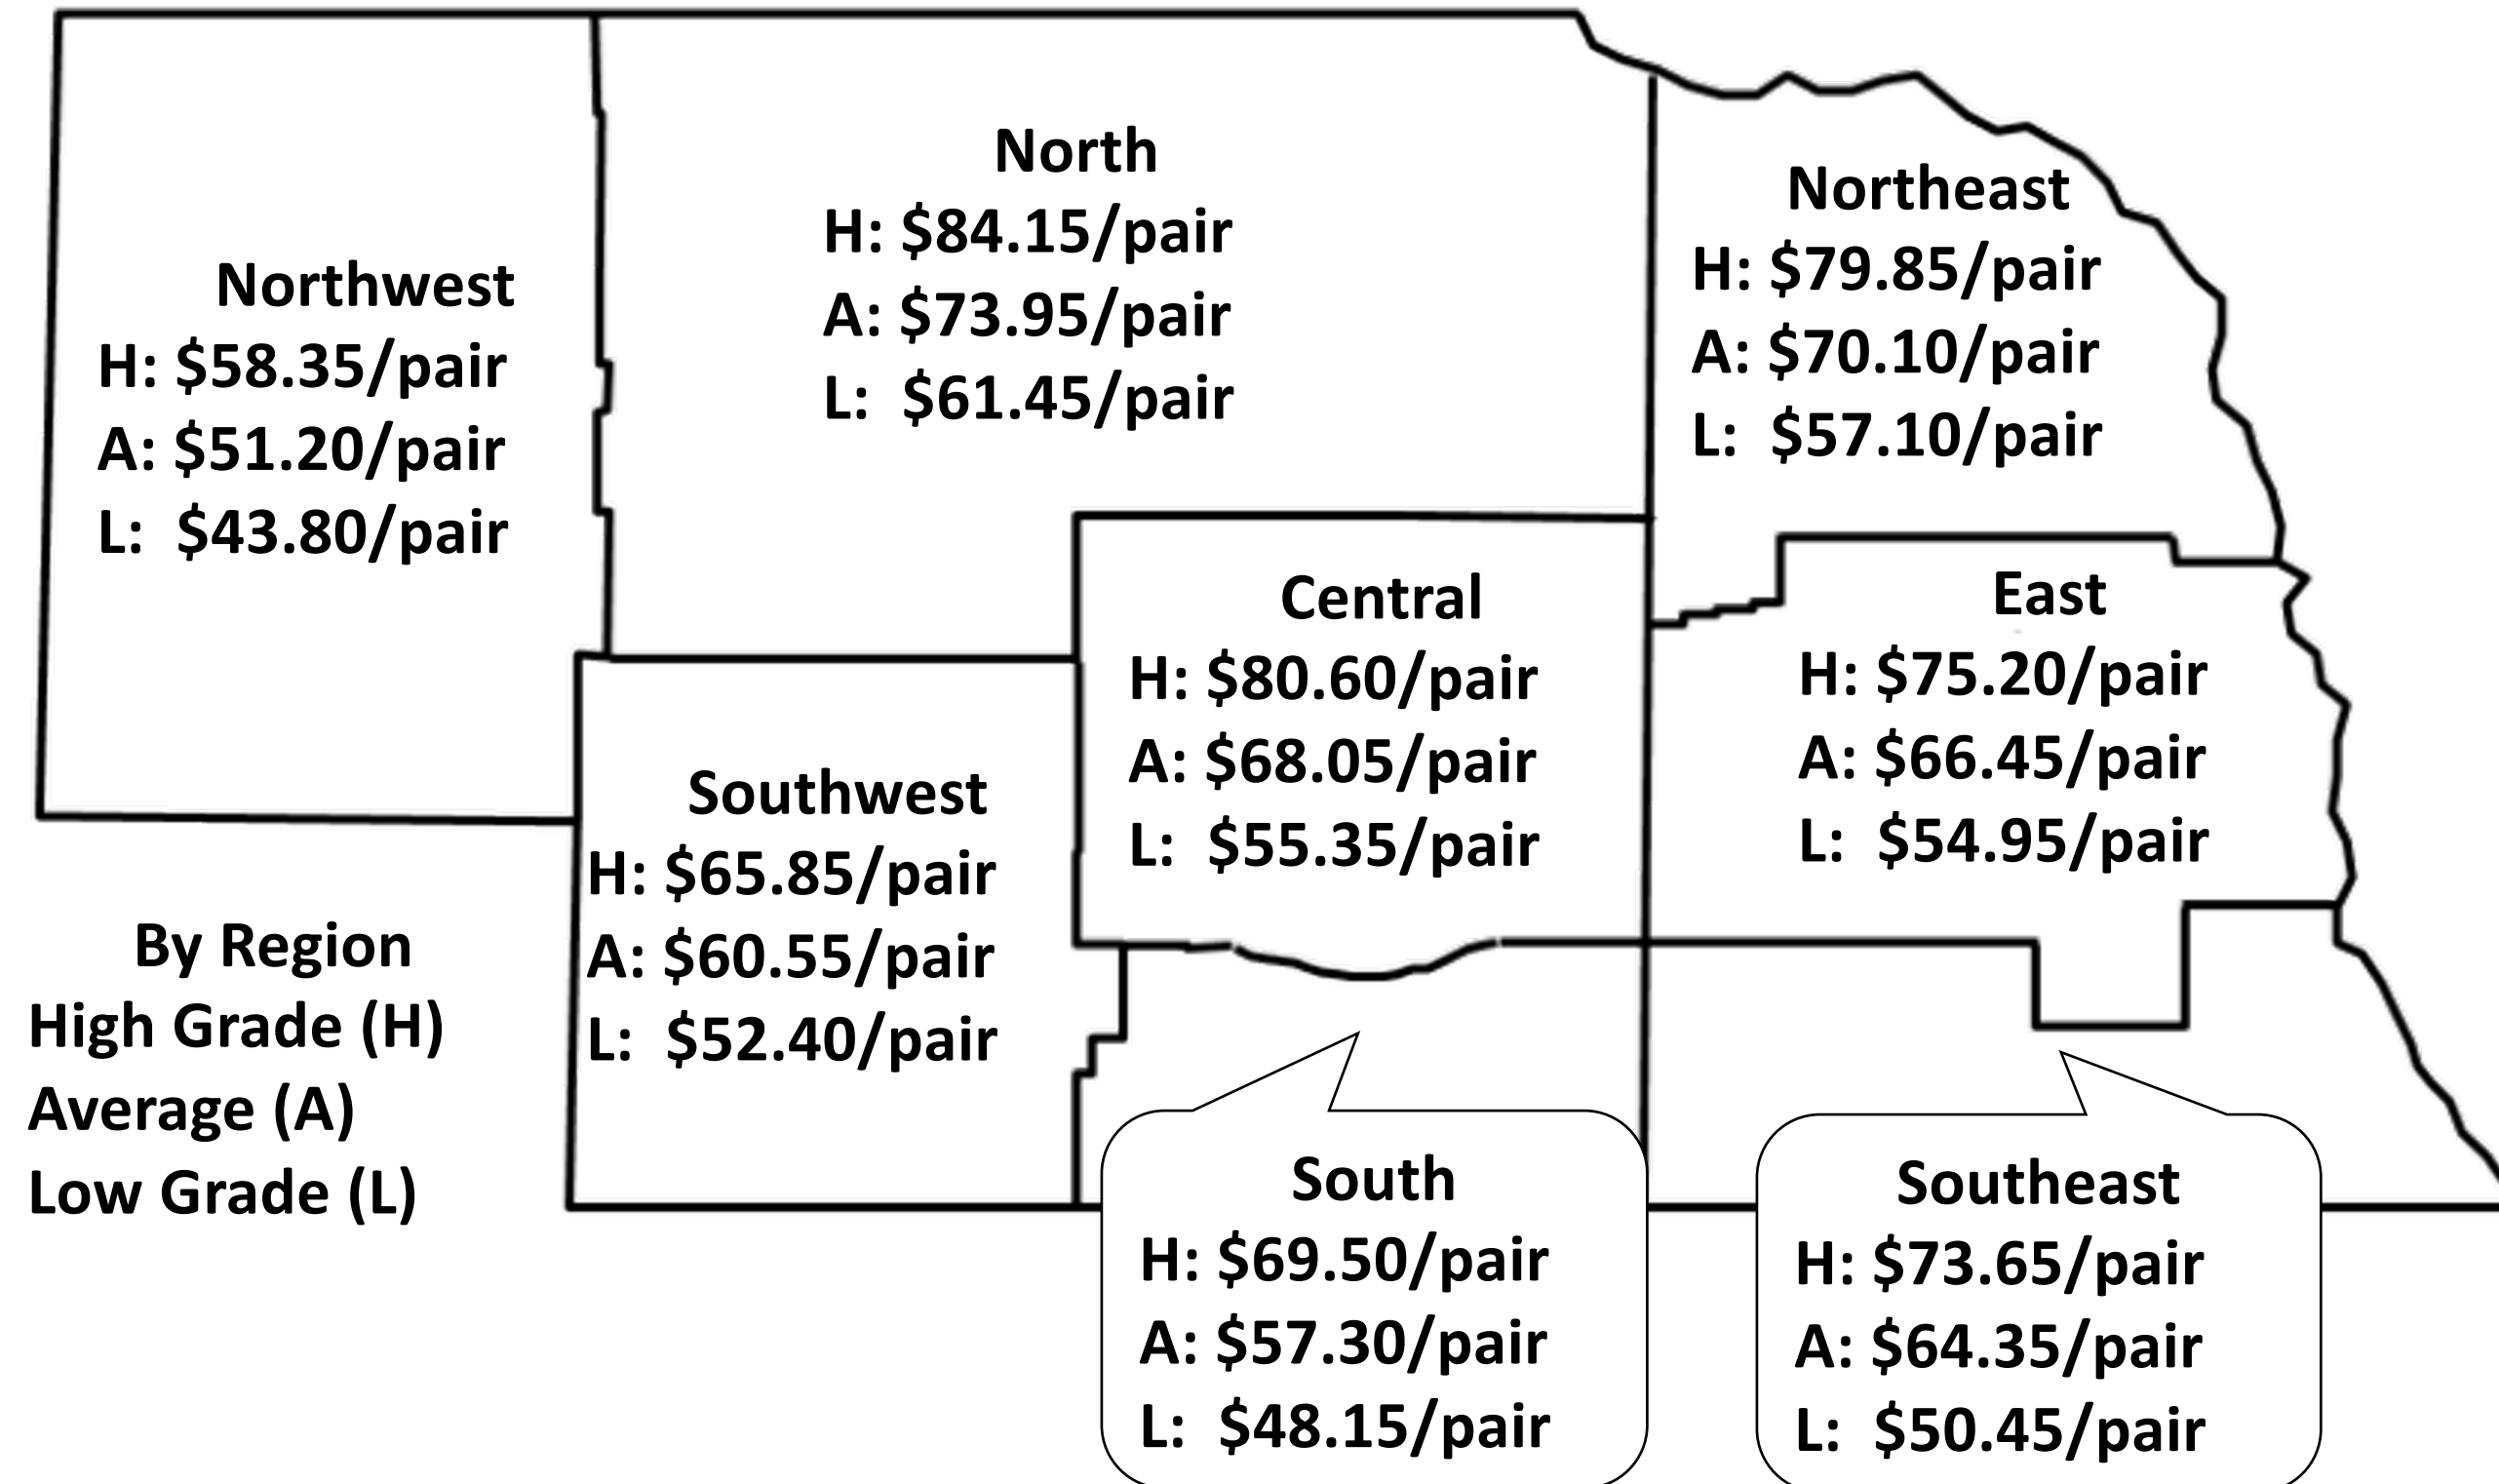 North
H: $84.15/pair
A: $73.95/pair
L: $61.45/pair
Northeast
H: $79.85/pair
A: $70.10/pair
L: $57.10/pair
Northwest
H: $58.35/pair
A: $51.20/pair
L: $43.80/pair
Central
H: $80.60/pair
A: $68.05/pair
L: $55.35/pair
East
H: $75.20/pair
A: $66.45/pair
L: $54.95/pair
Southwest
H: $65.85/pair
A: $60.55/pair
L: $52.40/pair
By Region
High Grade (H)
Average (A)
Low Grade (L)
South
H: $69.50/pair
A: $57.30/pair
L: $48.15/pair
Southeast
H: $73.65/pair
A: $64.35/pair
L: $50.45/pair